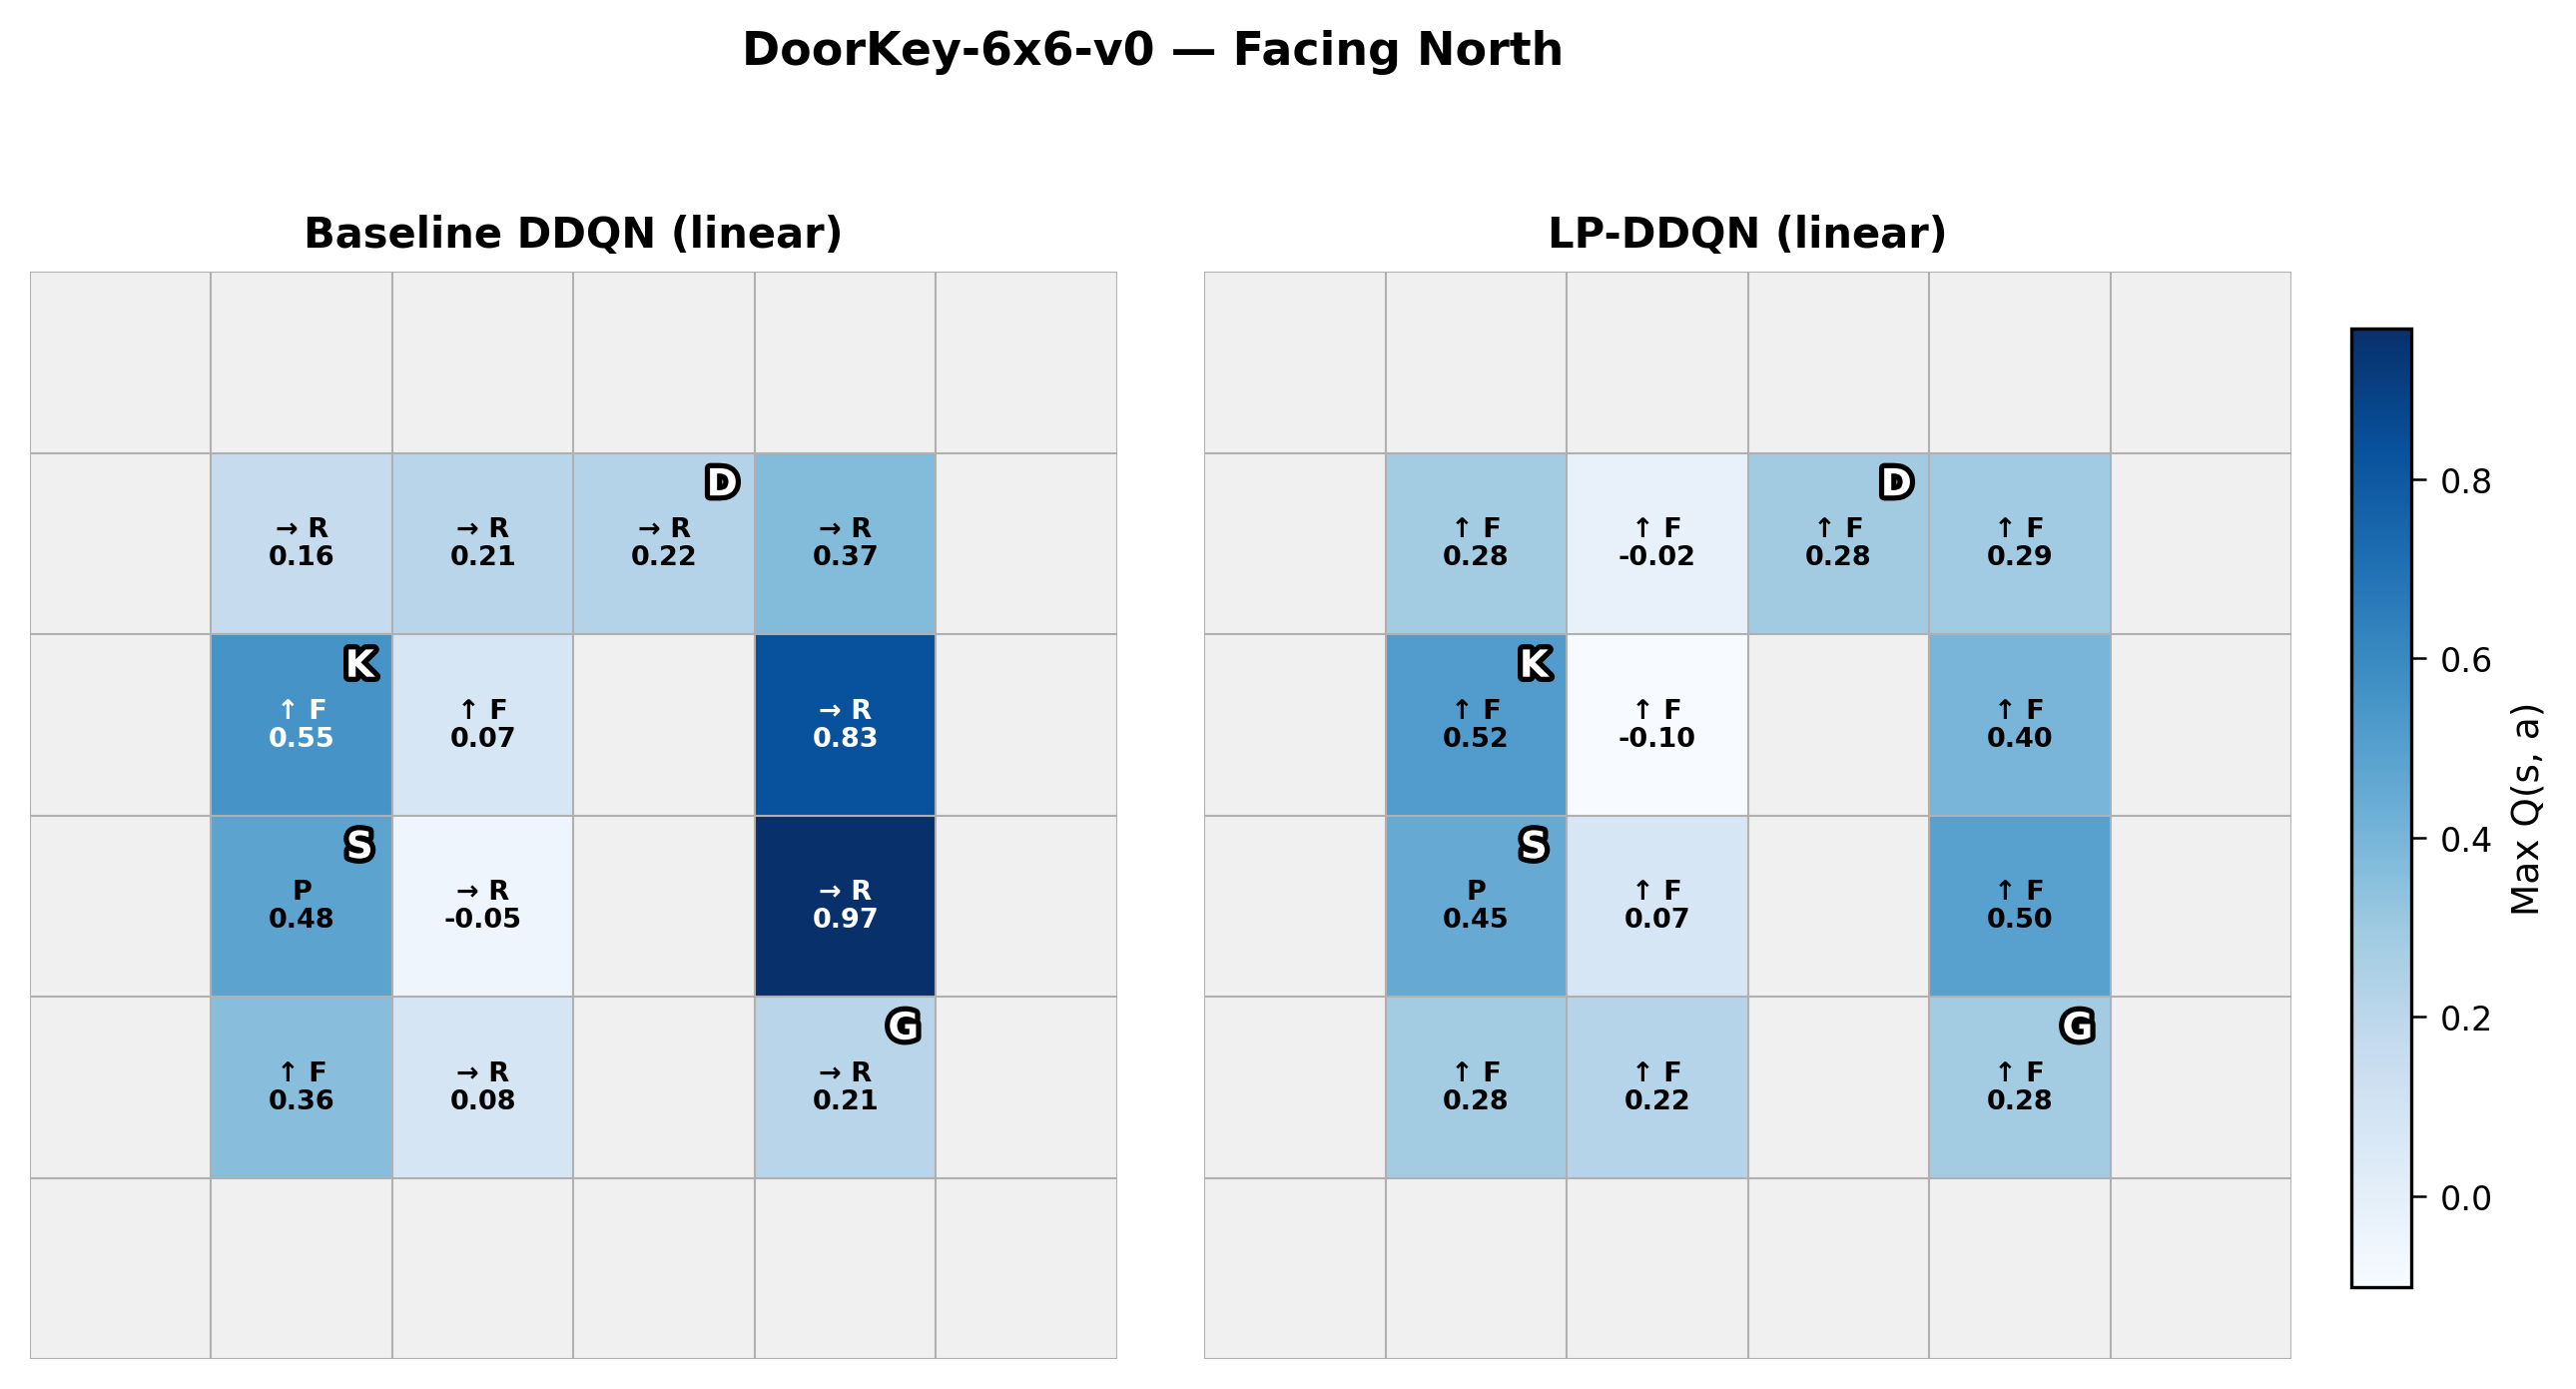 DoorKey-6x6-v0 — Facing North
Baseline DDQN (linear)
D
→ R
0.16
→ R
0.21
→ R
0.22
→ R
0.37
K
↑ F
0.55
↑ F
0.07
→ R
0.83
S
P
0.48
→ R
-0.05
→ R
0.97
G
↑ F
0.36
→ R
0.08
→ R
0.21
LP-DDQN (linear)
D
↑ F
0.28
↑ F
-0.02
↑ F
0.28
↑ F
0.29
K
↑ F
0.52
↑ F
-0.10
↑ F
0.40
S
P
0.45
↑ F
0.07
↑ F
0.50
G
↑ F
0.28
↑ F
0.22
↑ F
0.28
0.8
0.6
0.4
0.2
0.0
Max Q(s, a)